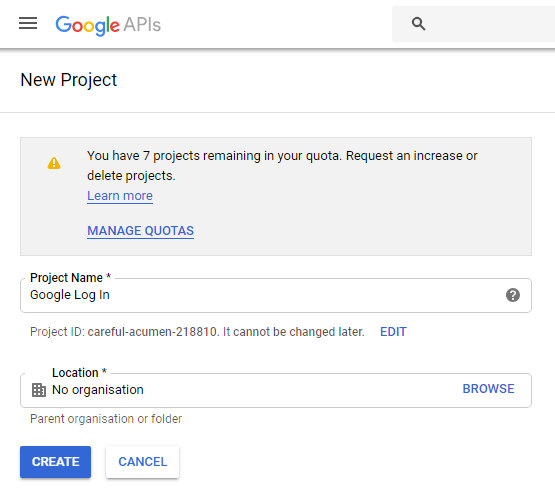 Google APIs
New Project
You have 7 projects remaining in your quota. Request an increase or
delete projects.
Learn more
MANAGE QUOTAS
Project Name *
Google Log In
Project ID: careful-acumen-218810. It cannot be changed later. EDIT
Location *
No organisation BROWSE
Parent organisation or folder
CREATE CANCEL